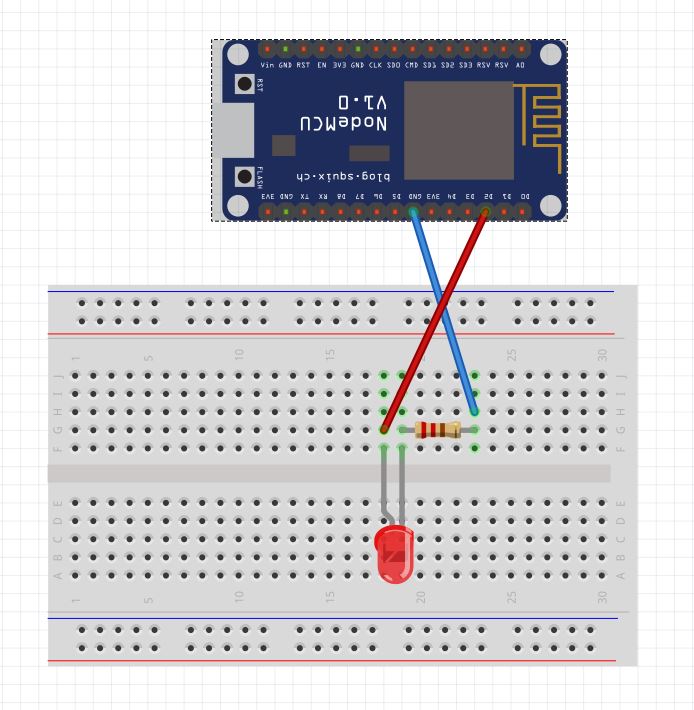 Vin GND RST EN 3V3 GND CLK SD0 CMD SD1 SD2 SD3 RSV RSV A0
RST
NodeMCU
V1.0
blog.squix.ch
FLASH
3V3 GND TX RX D8 D7 D6 D5 GND 3V3 D4 D3 D2 D1 D0
1 5 10 15 25 30
J J
I I
H H
G G
F F
E E
D D
C C
B B
A A
1 5 10 15 20 25 30